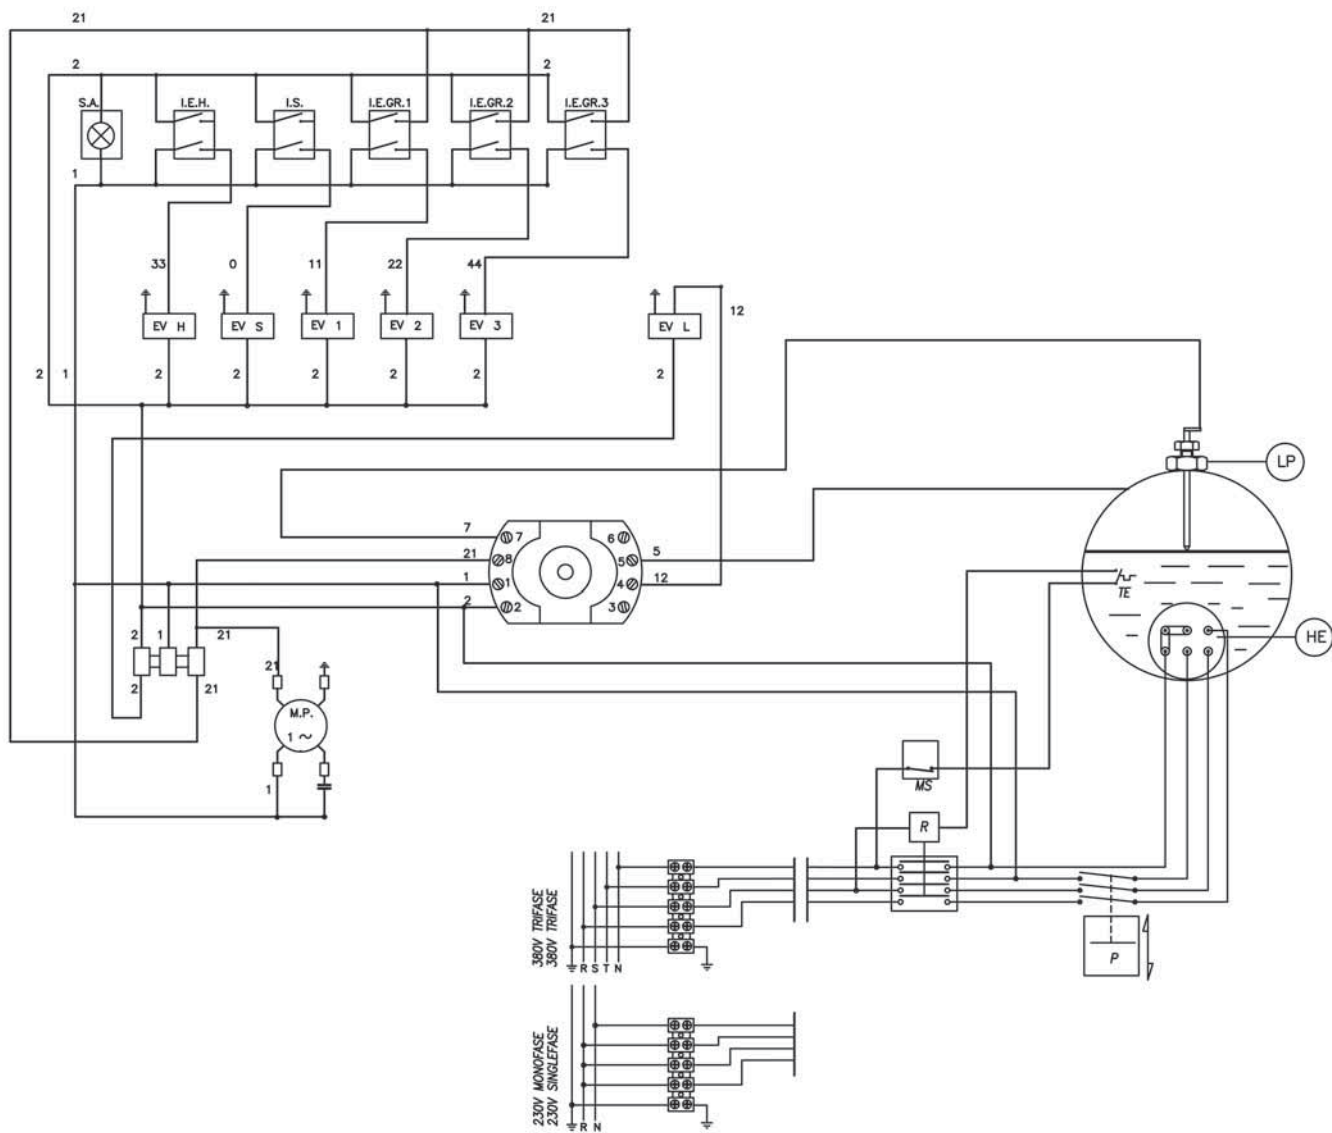 21 21
2 2
S.A. I.E.H. I.S. I.E.GR.1 I.E.GR.2 I.E.GR.3
1
33 0 11 22 44
12
EV H EV S EV 1 EV 2 EV 3 EV L
2 1 2 2 2 2 2 2
LP
7 7 6
21 8 5 5
1 1 4 12
2 2 3
TE
2 1 21
HE
21
2 21
M.P.
1 ~
1
MS
R
380V TRIFASE
380V TRIFASE
P
R S T N
230V MONOFASE
230V SINGLEFASE
R N